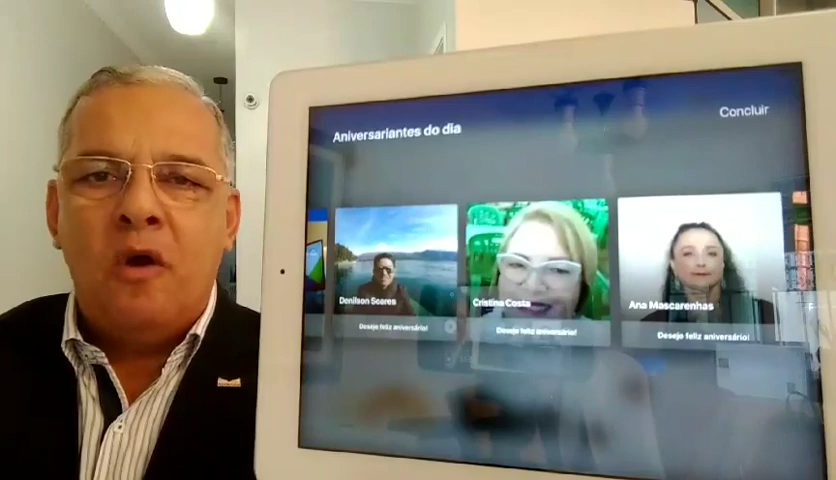 Aniversariantes do dia
Concluir
Denilson Soares
Cristina Costa
Ana Mascarenhas
Deseje feliz aniversário!
Deseje feliz aniversário!
Deseje feliz aniversário!